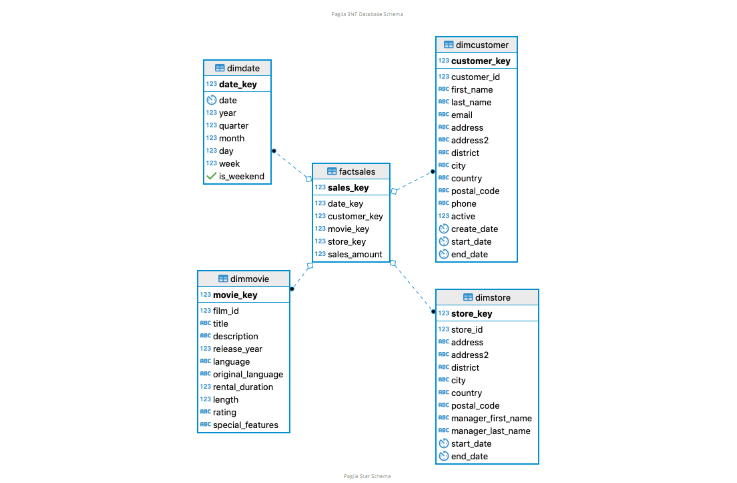 Pagila 3NF Database Schema
dimdate
123 date_key
date
123 year
123 quarter
123 month
123 day
123 week
is_weekend
dimcustomer
123 customer_key
123 customer_id
ABC first_name
ABC last_name
ABC email
ABC address
ABC address2
ABC district
ABC city
ABC country
ABC postal_code
ABC phone
123 active
create_date
start_date
end_date
factsales
123 sales_key
123 date_key
123 customer_key
123 movie_key
123 store_key
123 sales_amount
dimmovie
123 movie_key
123 film_id
ABC title
ABC description
123 release_year
ABC language
ABC original_language
123 rental_duration
123 length
ABC rating
ABC special_features
dimstore
123 store_key
123 store_id
ABC address
ABC address2
ABC district
ABC city
ABC country
ABC postal_code
ABC manager_first_name
ABC manager_last_name
start_date
end_date
Pagila Star Schema